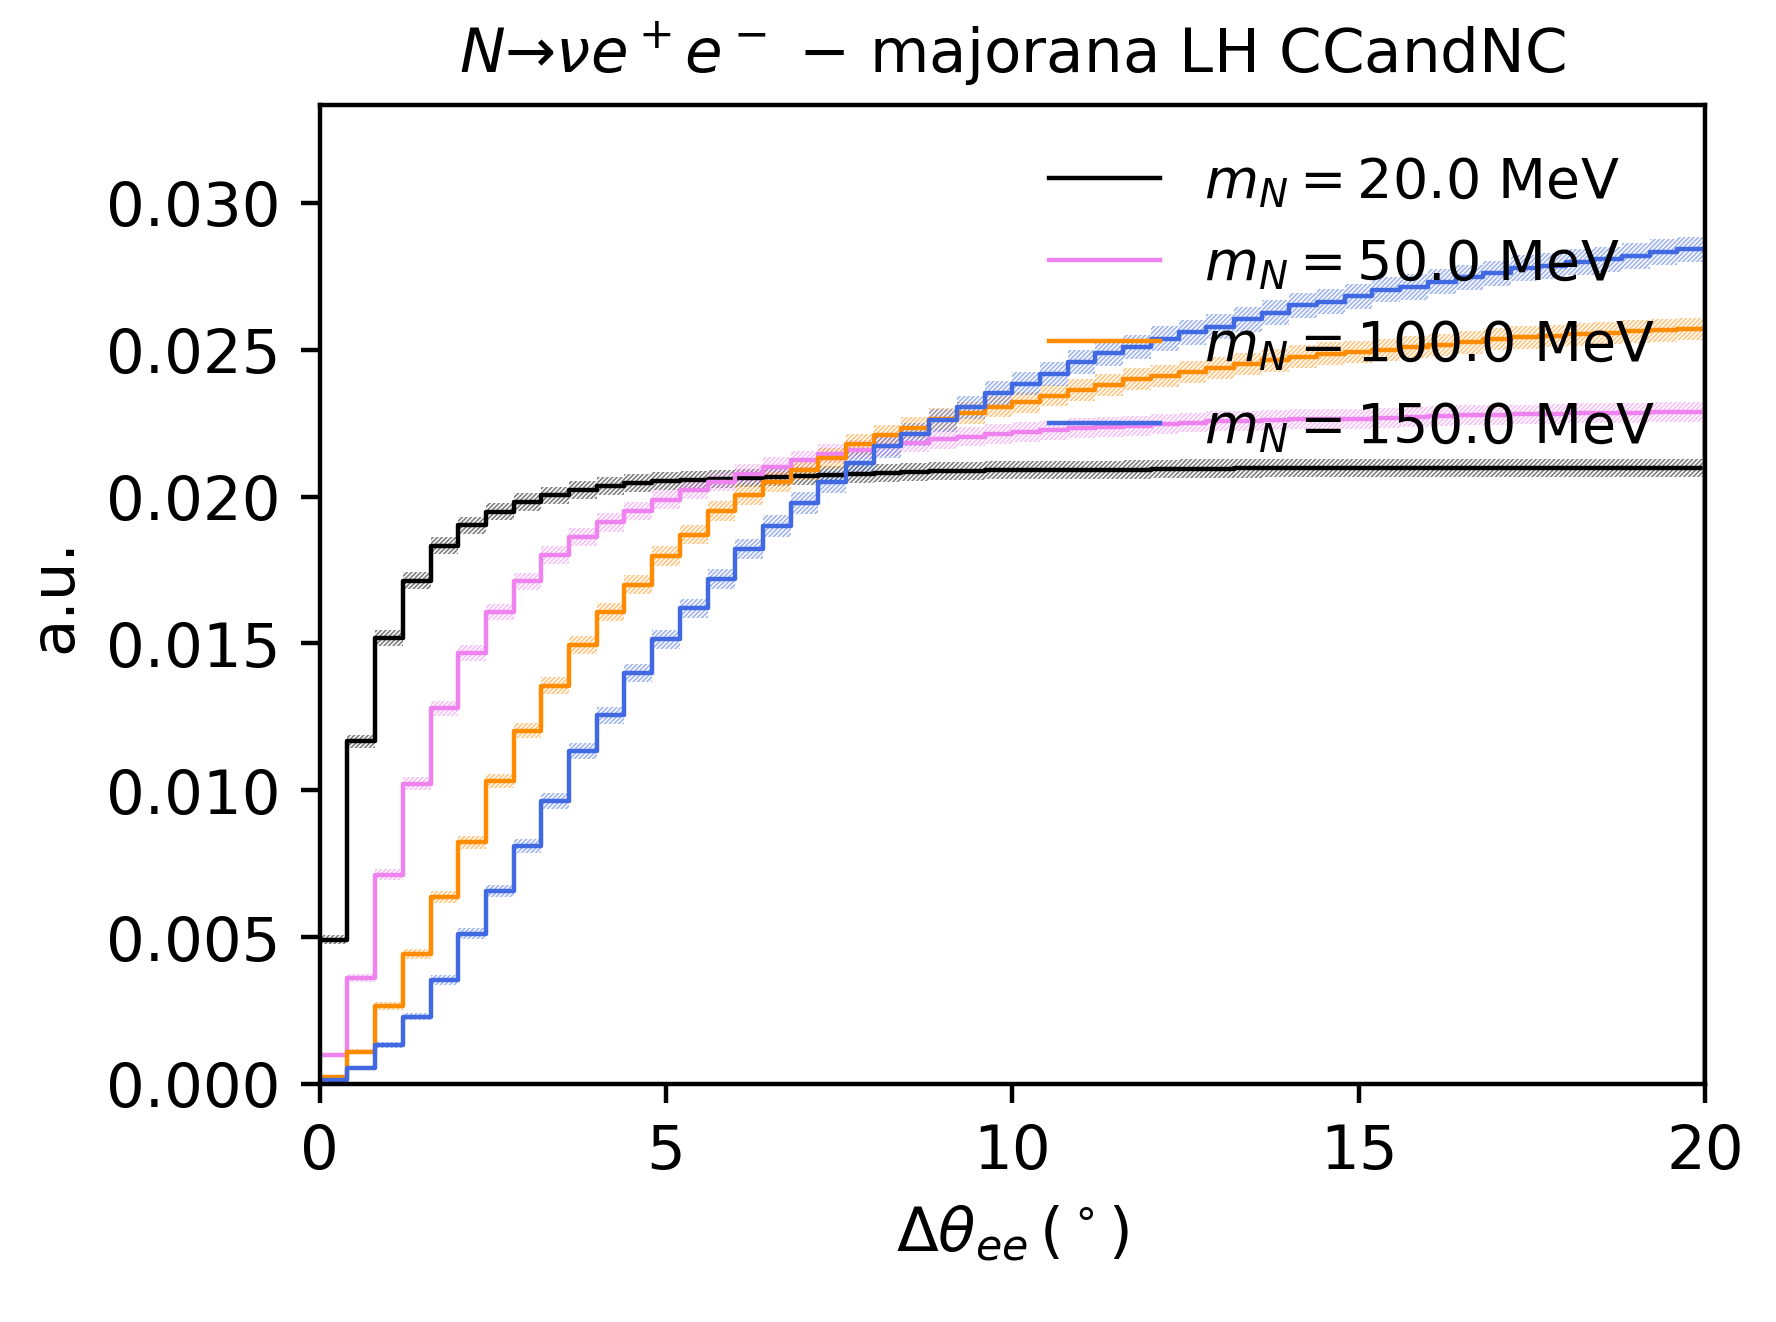 N→νe⁺e⁻ − majorana LH CCandNC
m_N = 20.0 MeV
m_N = 50.0 MeV
m_N = 100.0 MeV
m_N = 150.0 MeV
0.030
0.025
0.020
0.015
0.010
0.005
0.000
a.u.
0 5 10 15 20
Δθ_ee (°)